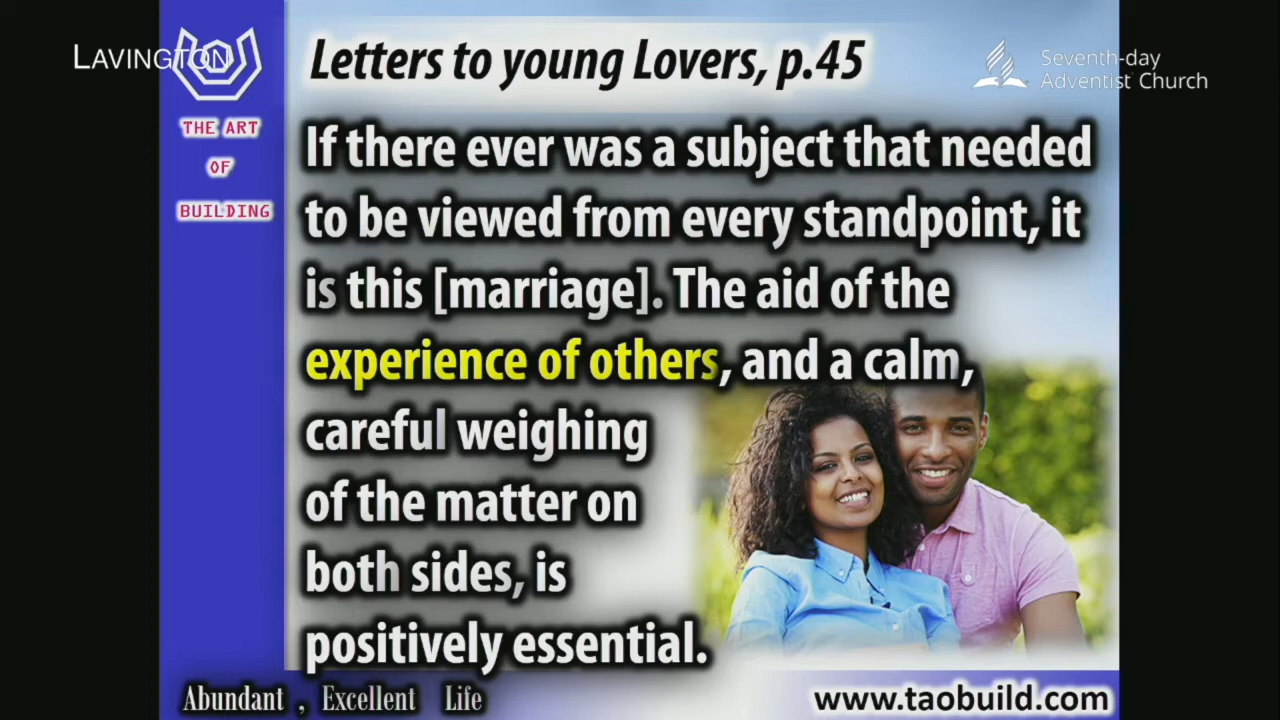 LAVINGTON
Seventh-day
Adventist Church
THE ART
OF
BUILDING
Letters to young Lovers, p.45
If there ever was a subject that needed
to be viewed from every standpoint, it
is this [marriage]. The aid of the
experience of others, and a calm,
careful weighing
of the matter on
both sides, is
positively essential.
Abundant , Excellent Life
www.taobuild.com